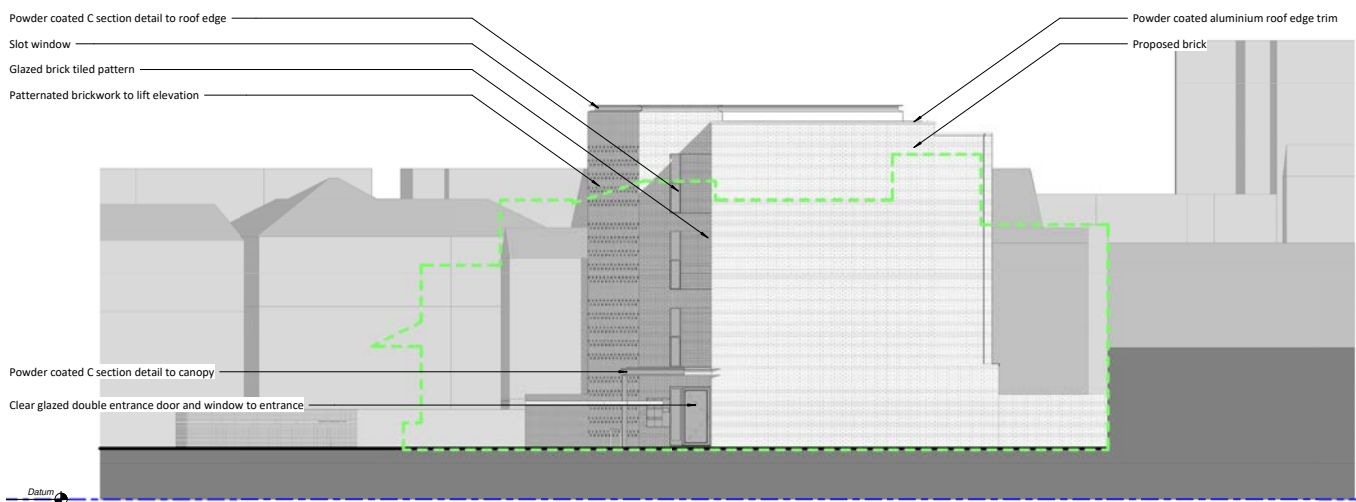 Powder coated C section detail to roof edge
Slot window
Glazed brick tiled pattern
Patternated brickwork to lift elevation
Powder coated aluminium roof edge trim
Proposed brick
Powder coated C section detail to canopy
Clear glazed double entrance door and window to entrance
Datum